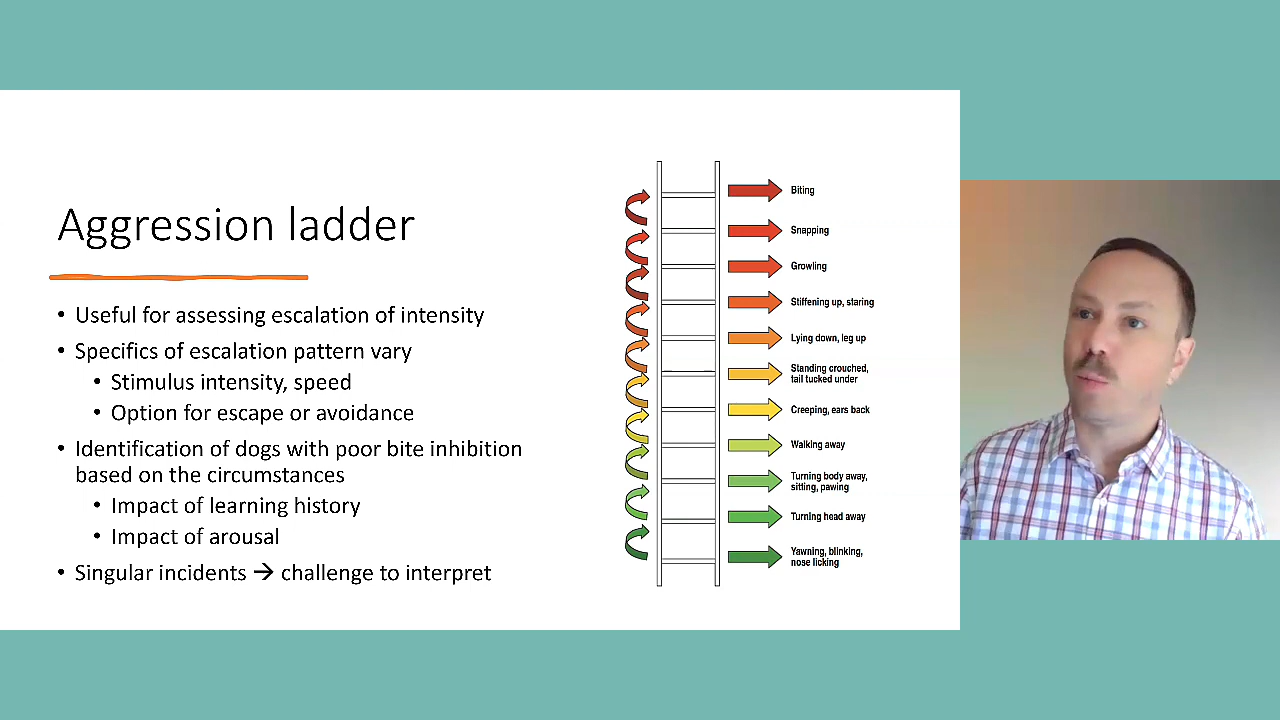 Aggression ladder
• Useful for assessing escalation of intensity
• Specifics of escalation pattern vary
• Stimulus intensity, speed
• Option for escape or avoidance
• Identification of dogs with poor bite inhibition
based on the circumstances
• Impact of learning history
• Impact of arousal
• Singular incidents → challenge to interpret
Biting
Snapping
Growling
Stiffening up, staring
Lying down, leg up
Standing crouched,
tail tucked under
Creeping, ears back
Walking away
Turning body away,
sitting, pawing
Turning head away
Yawning, blinking,
nose licking